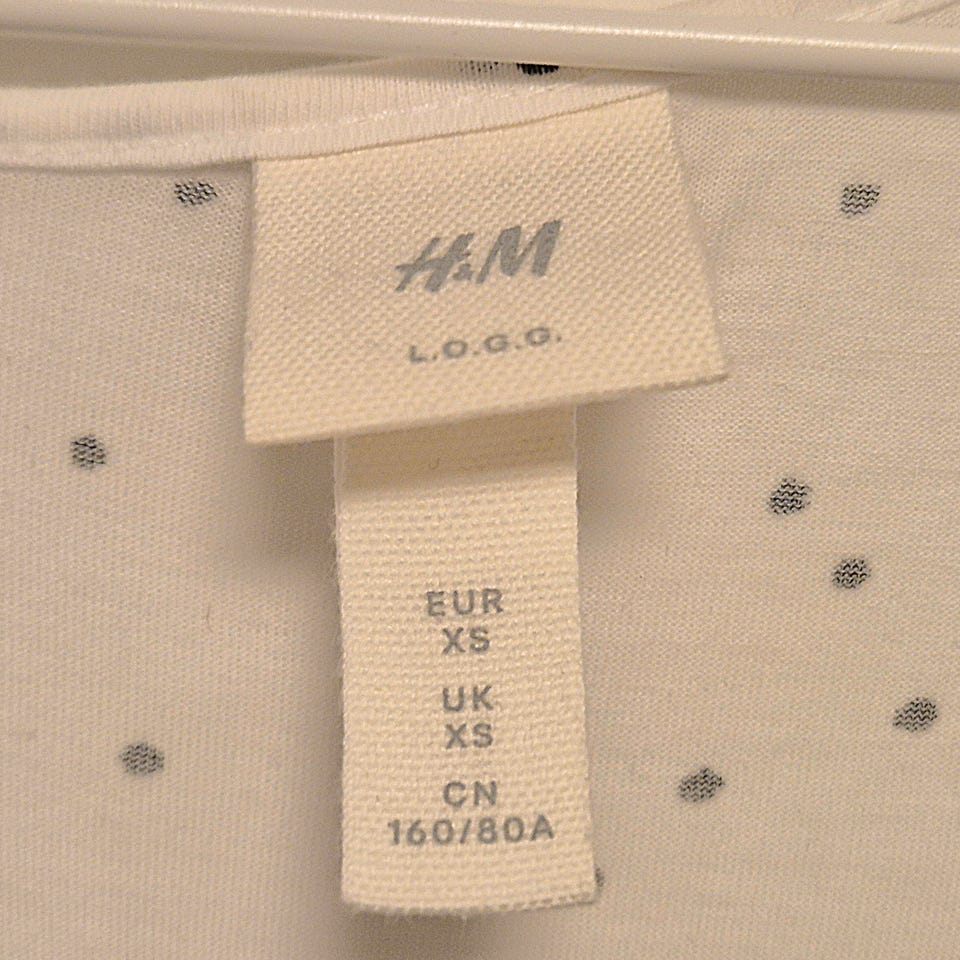 H&M
L.O.G.G.
EUR
XS
UK
XS
CN
160/80A